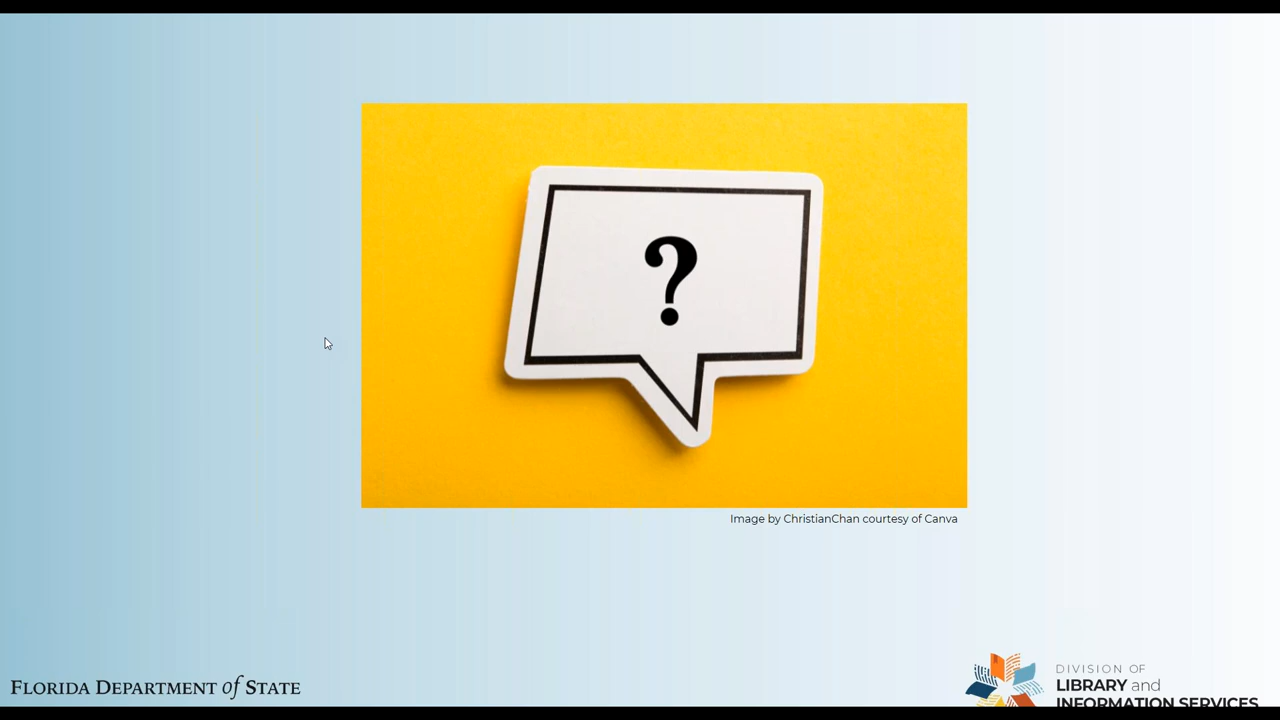 ?
Image by ChristianChan courtesy of Canva
FLORIDA DEPARTMENT of STATE
DIVISION OF
LIBRARY and
INFORMATION SERVICES